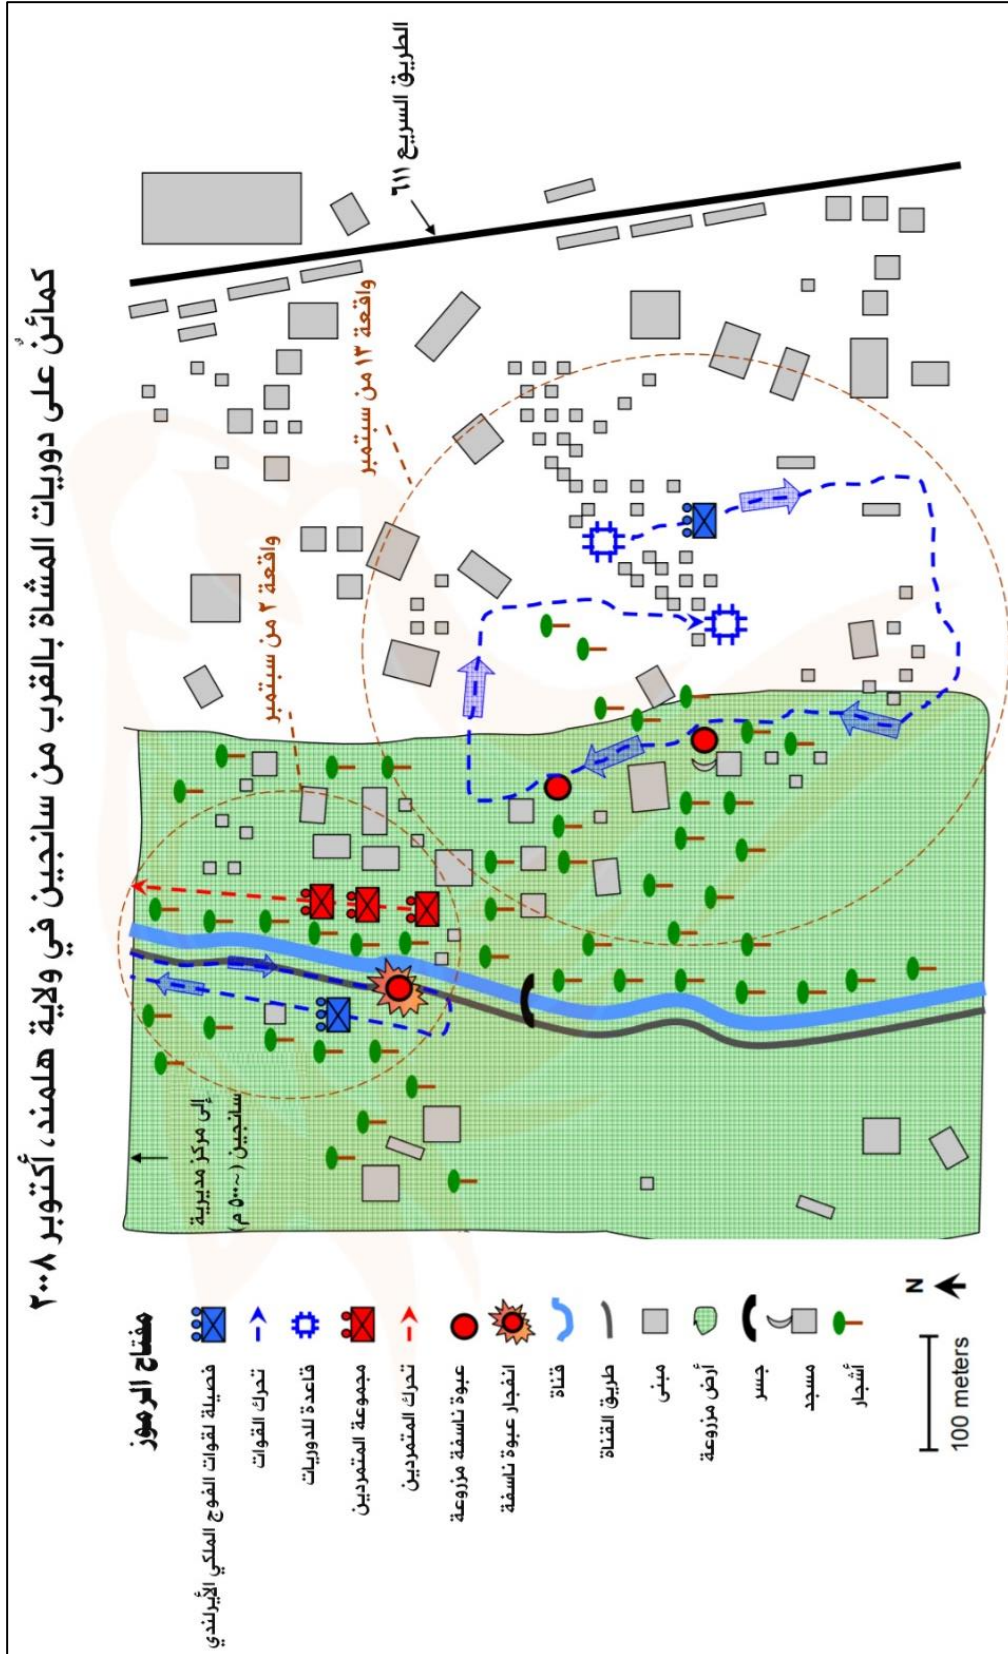 كمائنٌ على دوريات المشاة بالقرب من سانجين في ولاية هلمند، أكتوبر ٢٠٠٨
الطريق السريع ٦١١
واقعة ١٣ من سبتمبر
واقعة ٢ من سبتمبر
إلى مركز مديرية
سانجين (~٥٠٠ م)
مفتاح الرموز
فصيلة لقوات الفوج الملكي الأيرلندي
تحرك القوات
قاعدة للدوريات
مجموعة المتمردين
تحرك المتمردين
عبوة ناسفة مزروعة
انفجار عبوة ناسفة
قناة
طريق القناة
مبنى
أرض مزروعة
جسر
مسجد
أشجار
N
100 meters